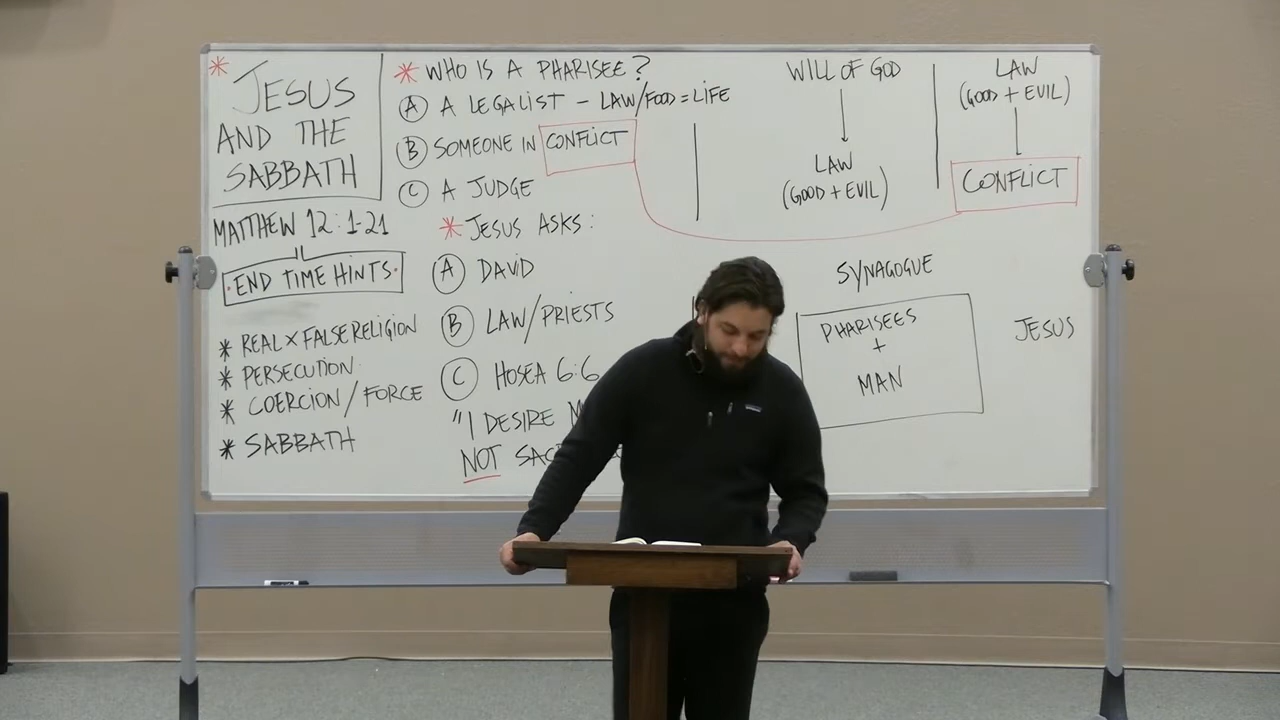 * JESUS
AND THE
SABBATH
MATTHEW 12:1-21
• END TIME HINTS •
* REAL x FALSE RELIGION
* PERSECUTION
* COERCION / FORCE
* SABBATH
* WHO IS A PHARISEE?
(A) A LEGALIST - LAW/FOOD = LIFE
(B) SOMEONE IN CONFLICT
(C) A JUDGE
* JESUS ASKS:
(A) DAVID
(B) LAW/PRIESTS
(C) HOSEA 6:6
"I DESIRE
NOT
WILL OF GOD
LAW
(GOOD + EVIL)
LAW
(GOOD + EVIL)
CONFLICT
SYNAGOGUE
PHARISEES
+
MAN
JESUS